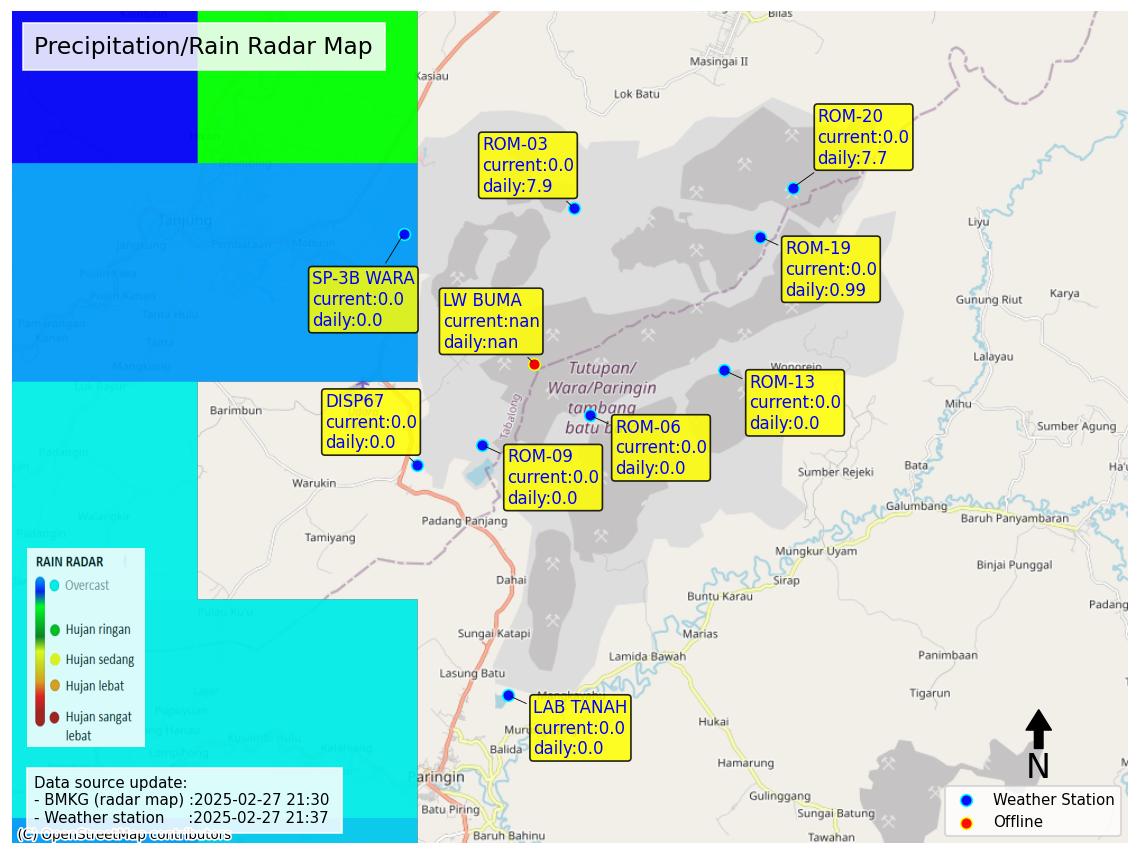 Precipitation/Rain Radar Map
Bilas
Masingai II
Kasiau
Lok Batu
ROM-20
current:0.0
daily:7.7
ROM-03
current:0.0
daily:7.9
Tanjung
Liyu
ROM-19
current:0.0
daily:0.99
SP-3B WARA
current:0.0
daily:0.0
LW BUMA
current:nan
daily:nan
Gunung Riut
Karya
Lalayau
Tutupan/
Wara/Paringin
tambang
batu b
Wonorejo
ROM-13
current:0.0
daily:0.0
DISP67
current:0.0
daily:0.0
Barimbun
Tabalong
ROM-06
current:0.0
daily:0.0
Mihu
Sumber Agung
ROM-09
current:0.0
daily:0.0
Warukin
Sumber Rejeki
Bata
Ha'u
Galumbang
Baruh Panyambaran
Padang Panjang
Tamiyang
Mungkur Uyam
Binjai Punggal
Dahai
Sirap
Buntu Karau
Padang
RAIN RADAR
Overcast
Hujan ringan
Hujan sedang
Hujan lebat
Hujan sangat
lebat
Sungai Katapi
Marias
Lamida Bawah
Panimbaan
Lasung Batu
Tigarun
LAB TANAH
current:0.0
daily:0.0
Muru
Balida
Hukai
Hamarung
N
Paringin
Data source update:
- BMKG (radar map) :2025-02-27 21:30
- Weather station :2025-02-27 21:37
Batu Piring
Gulinggang
Sungai Batung
Weather Station
Offline
(C) OpenStreetMap contributors
Baruh Bahinu
Tawahan